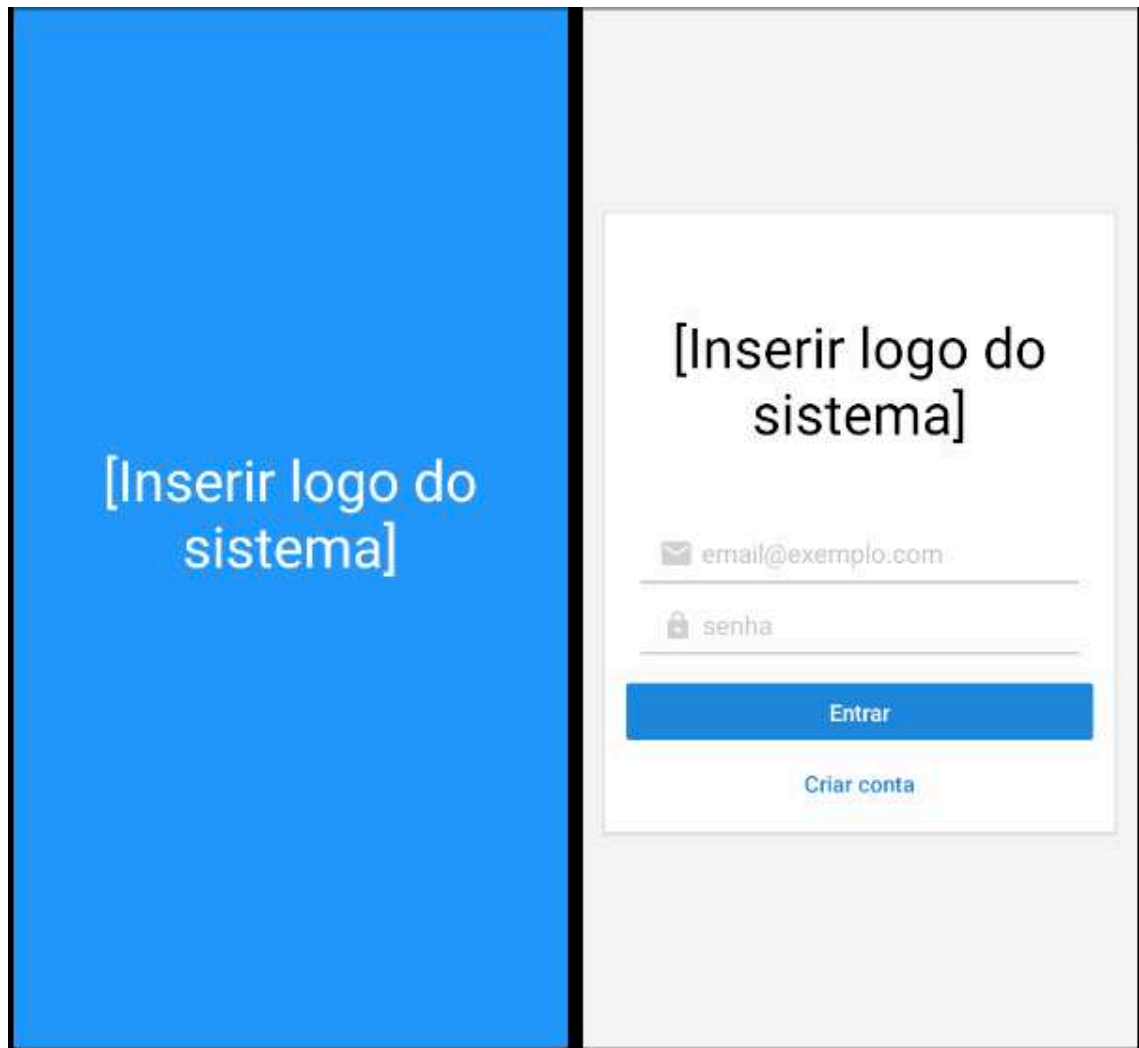 [Inserir logo do
sistema]
[Inserir logo do
sistema]
email@exemplo.com
senha
Entrar
Criar conta